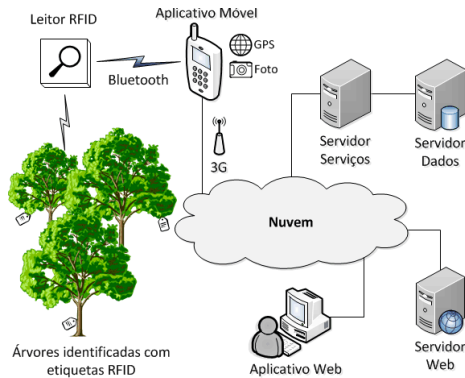 Leitor RFID
Aplicativo Móvel
GPS
Foto
Bluetooth
3G
Servidor
Serviços
Servidor
Dados
Nuvem
Árvores identificadas com
etiquetas RFID
Aplicativo Web
Servidor
Web